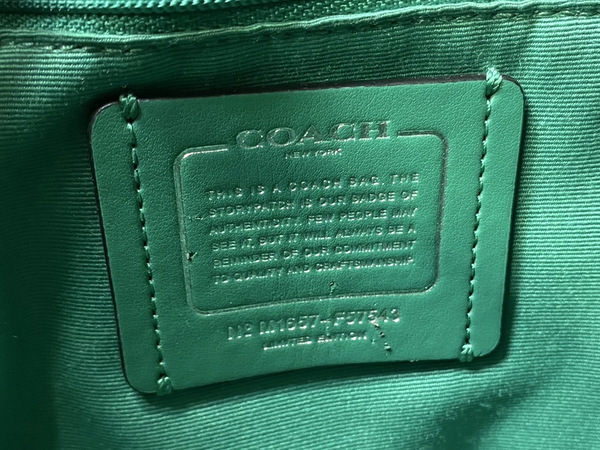 COACH
NEW YORK
THIS IS A COACH BAG. THE
STORYPATCH IS OUR BADGE OF
AUTHENTICITY. FEW PEOPLE MAY
SEE IT, BUT IT WILL ALWAYS BE A
REMINDER OF OUR COMMITMENT
TO QUALITY AND CRAFTSMANSHIP.
M1657-F57543
LIMITED EDITION